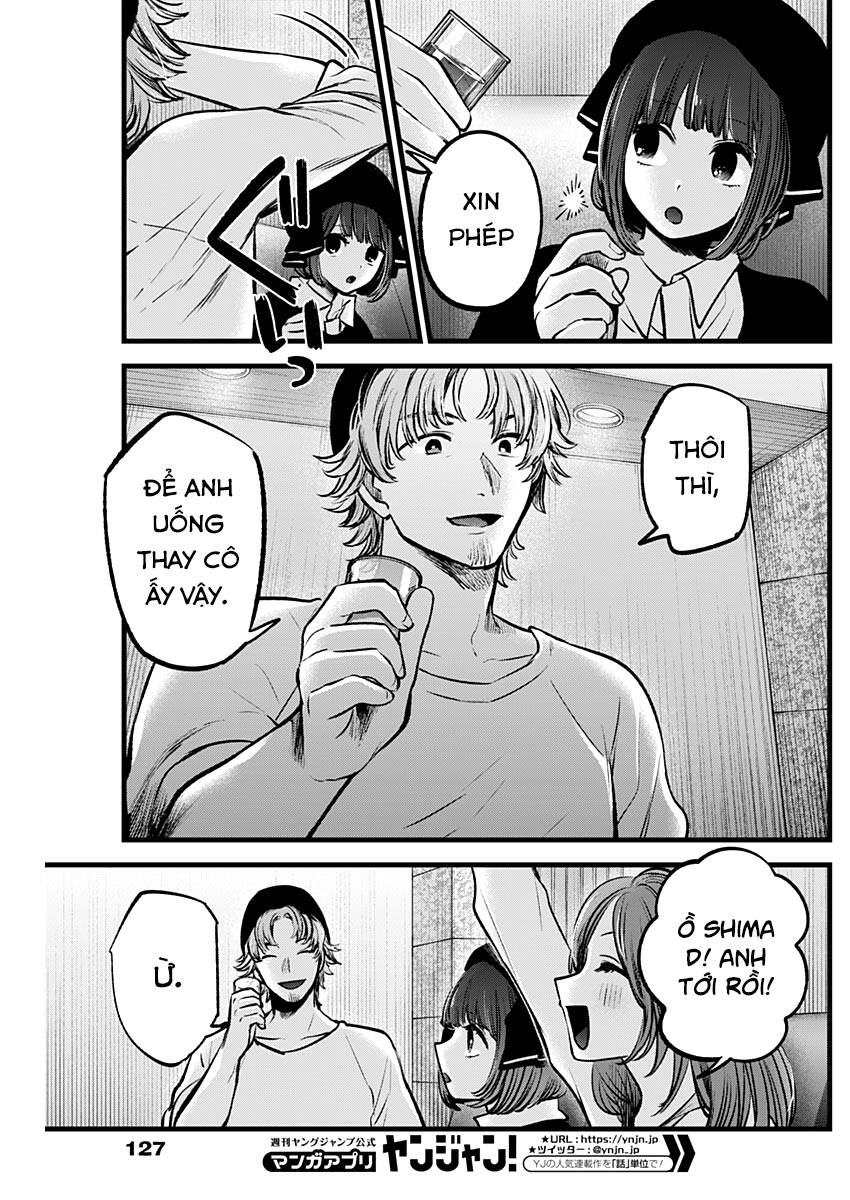 XIN
PHÉP
ぐいっ
THÔI
THÌ,
ĐỂ ANH
UỐNG
THAY CÔ
ẤY VẬY.
Ồ SHIMA
D! ANH
TỚI RỒI!
Ừ.
127
週刊ヤングジャンプ公式
マンガアプリ
ヤンジャン!
★URL:https://ynjn.jp
★ツイッター:@ynjn_jp
YJの人気連載作を「話」単位で!